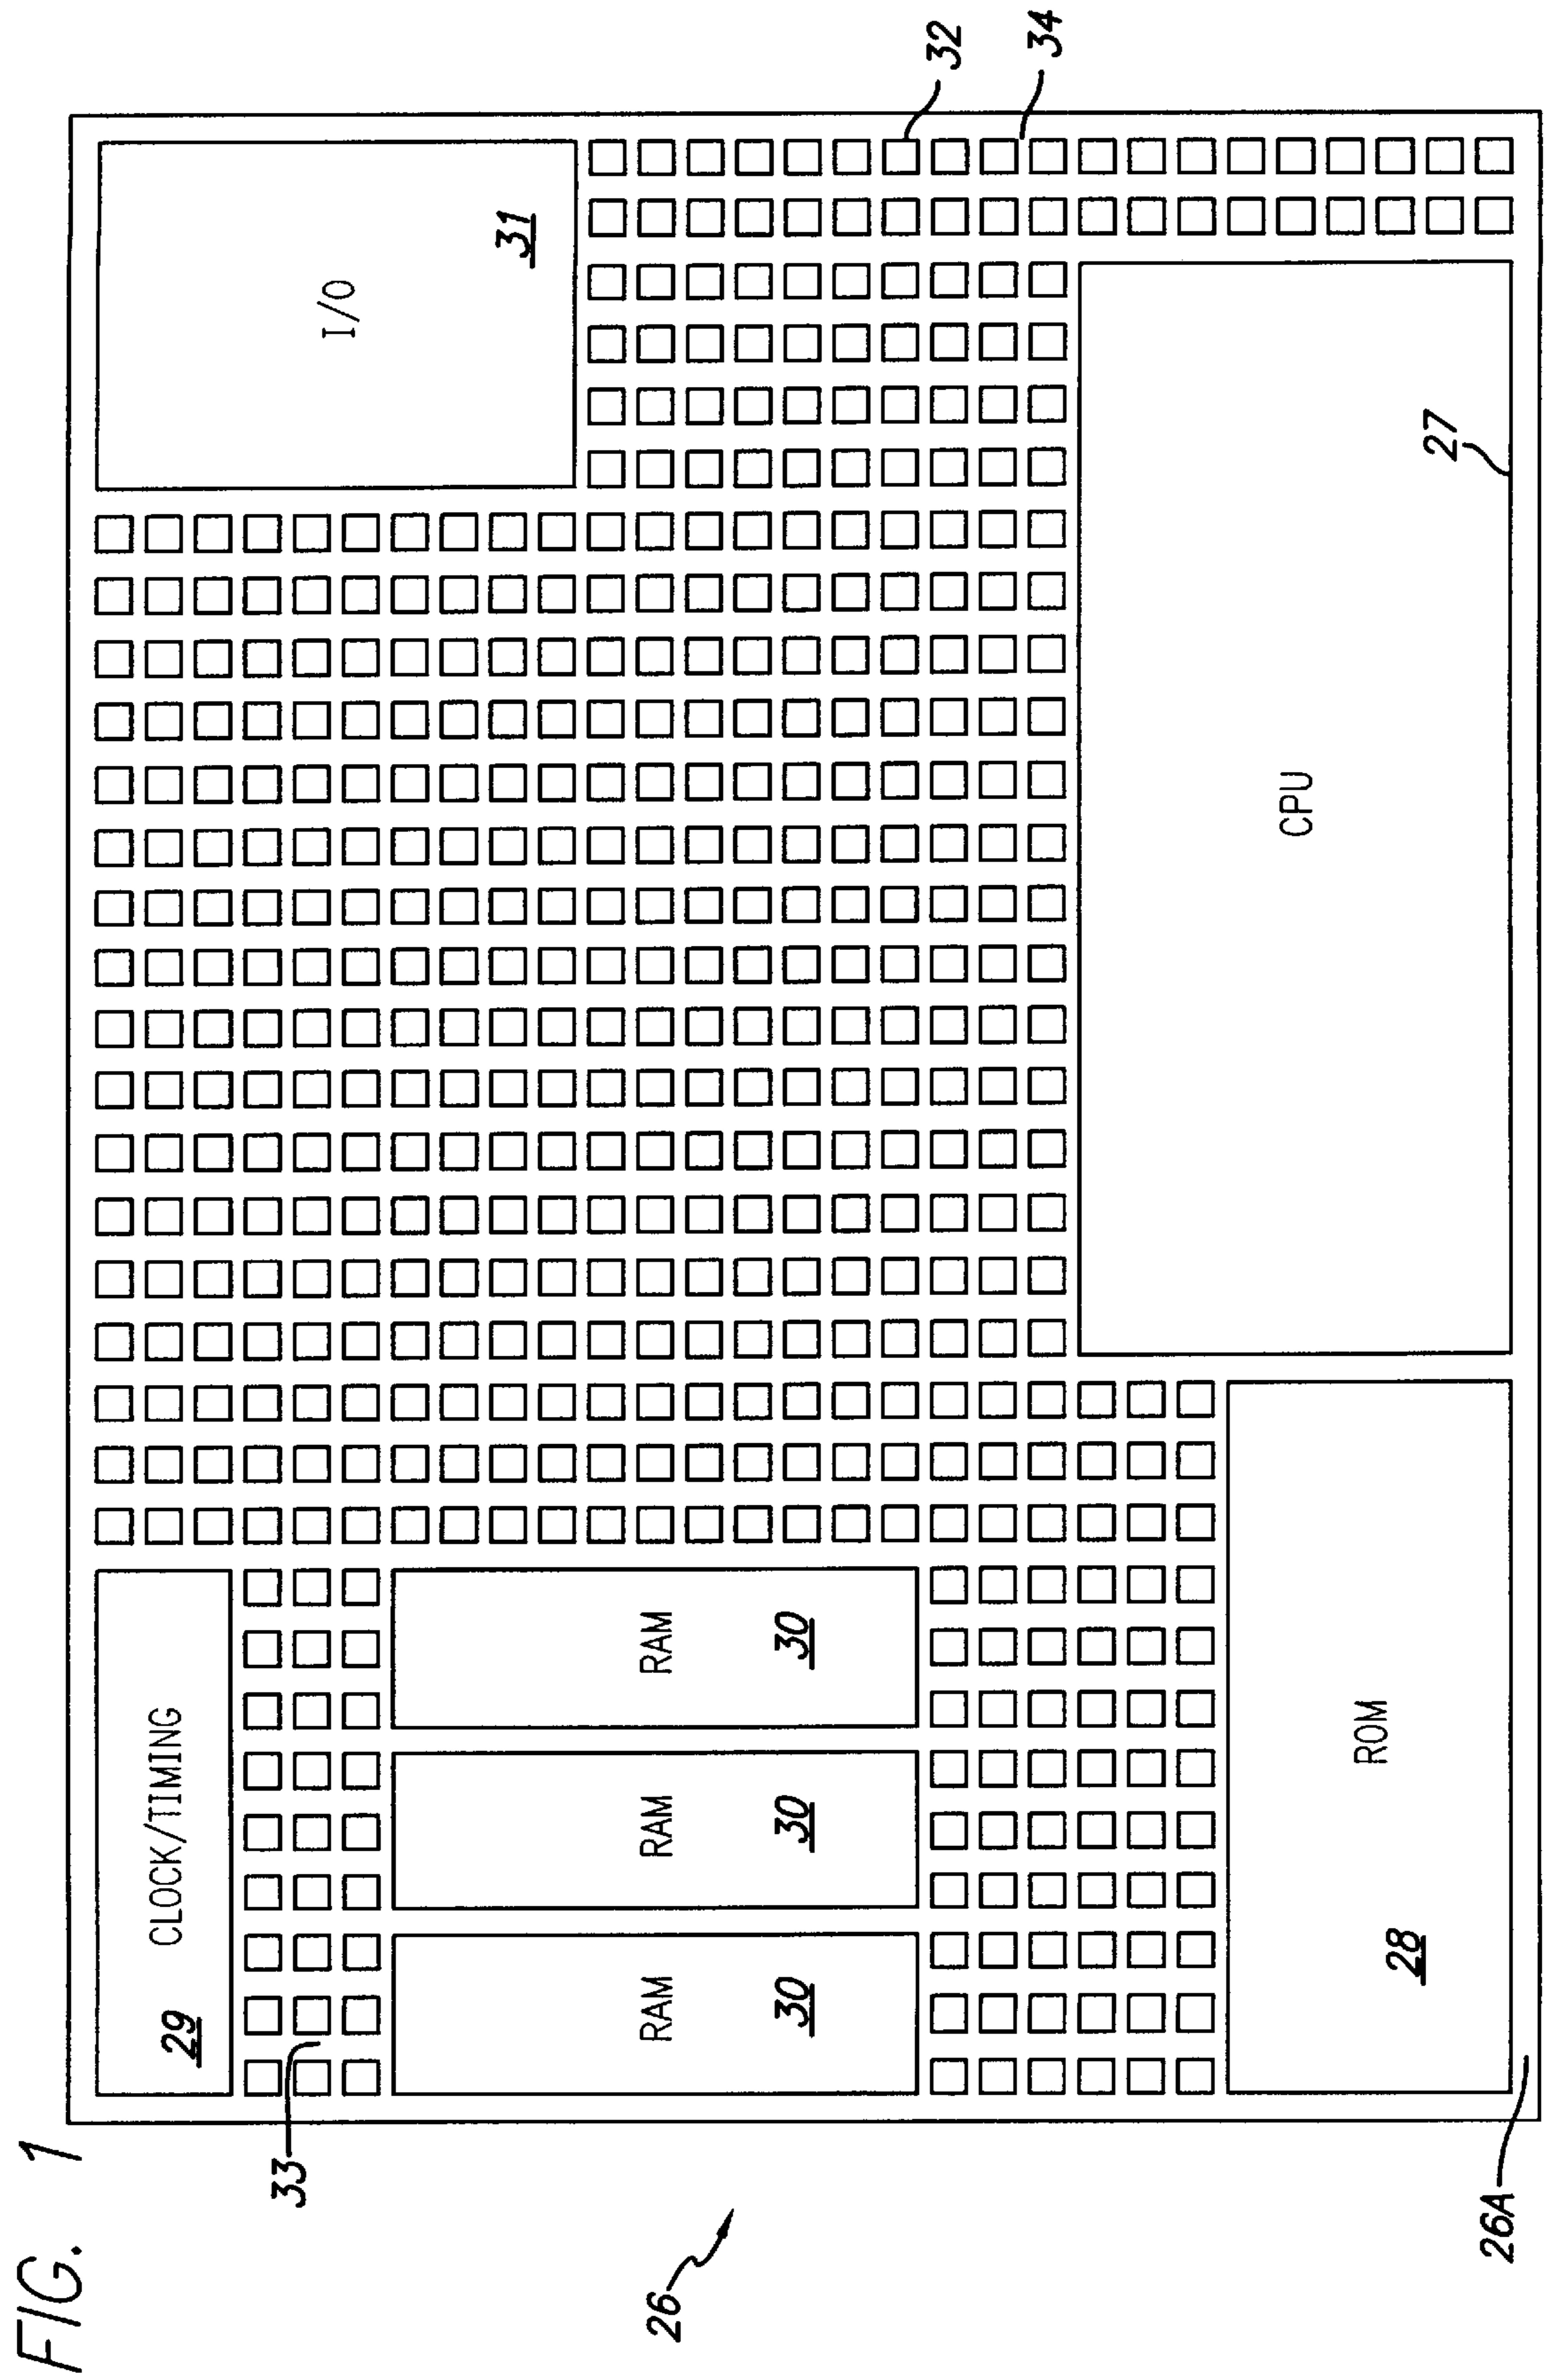 FIG. 1
26
26A
33
29
CLOCK/TIMING
RAM
30
RAM
30
RAM
30
28
ROM
CPU
27
I/O
31
32
34